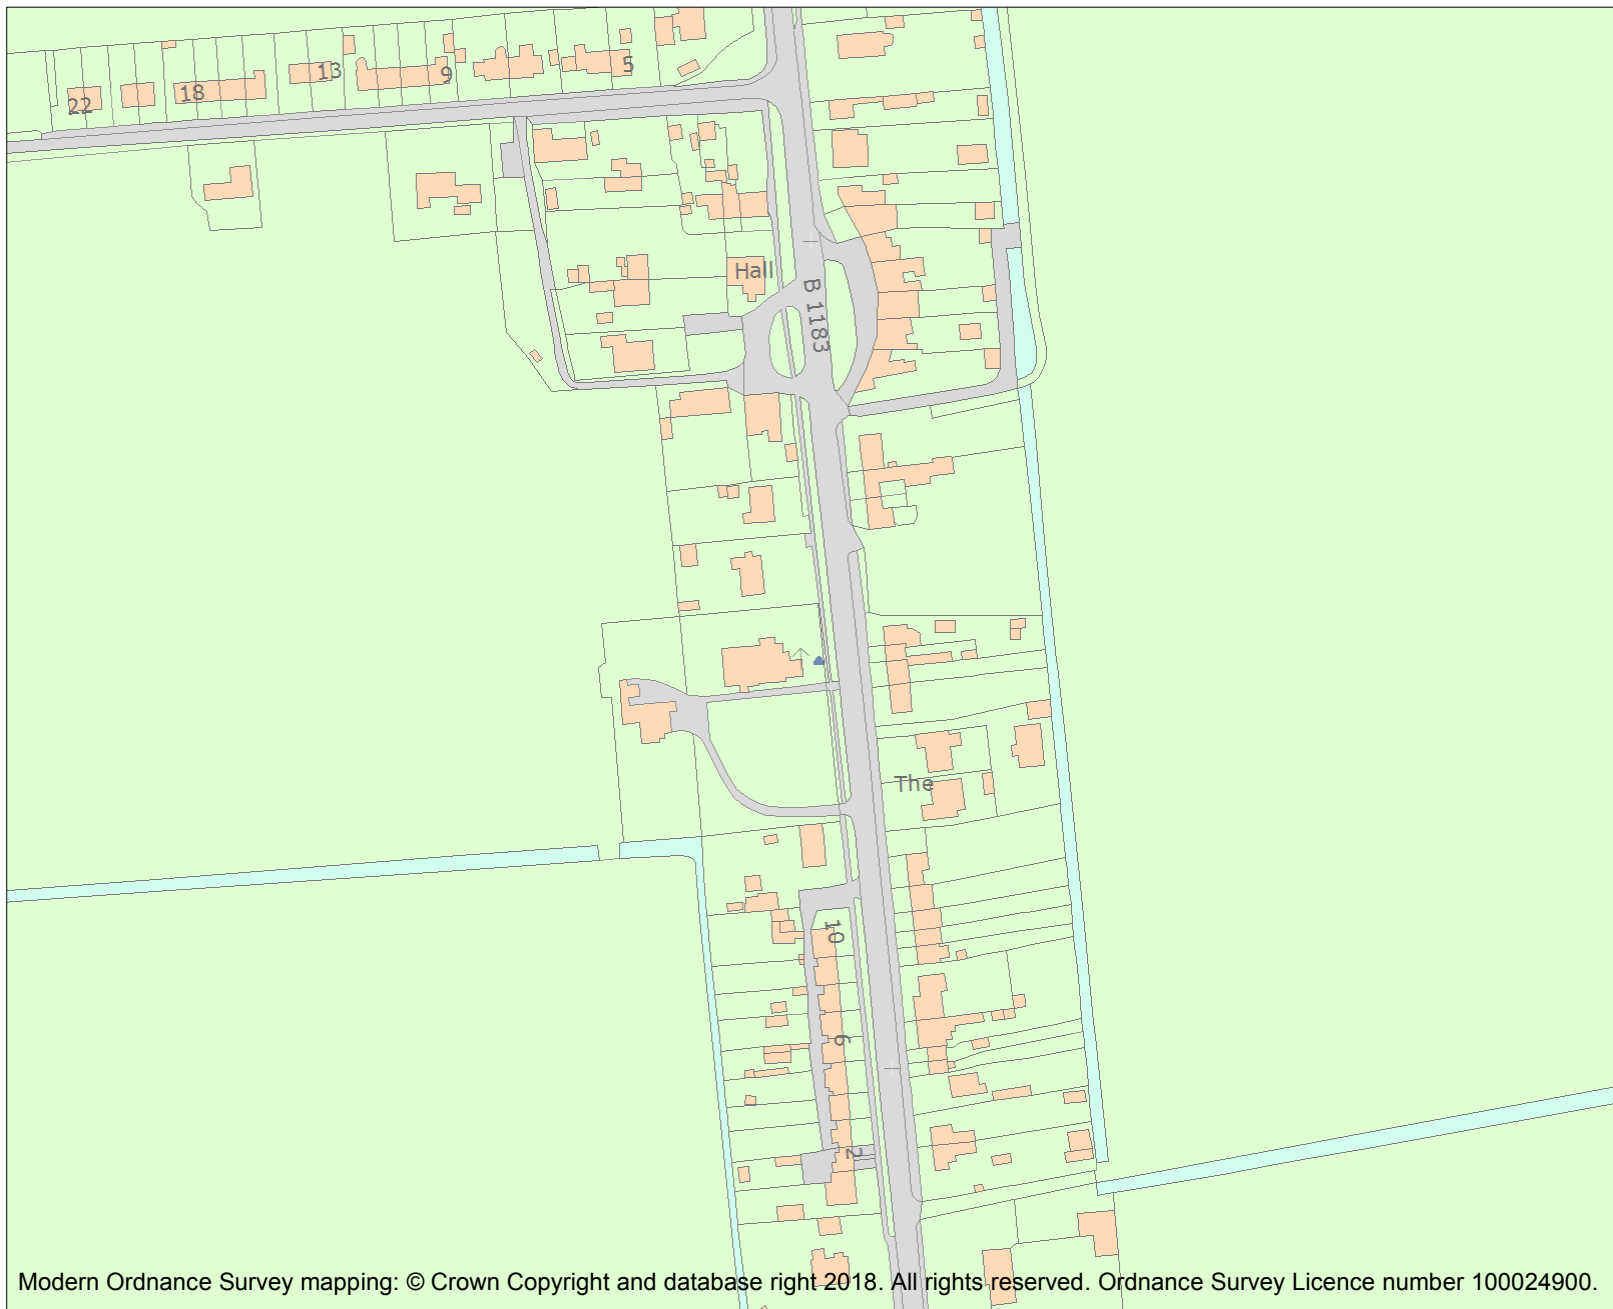 5
13
9
18
22
Hall
B 1183
The
10
6
2
Modern Ordnance Survey mapping: © Crown Copyright and database right 2018. All rights reserved. Ordnance Survey Licence number 100024900.